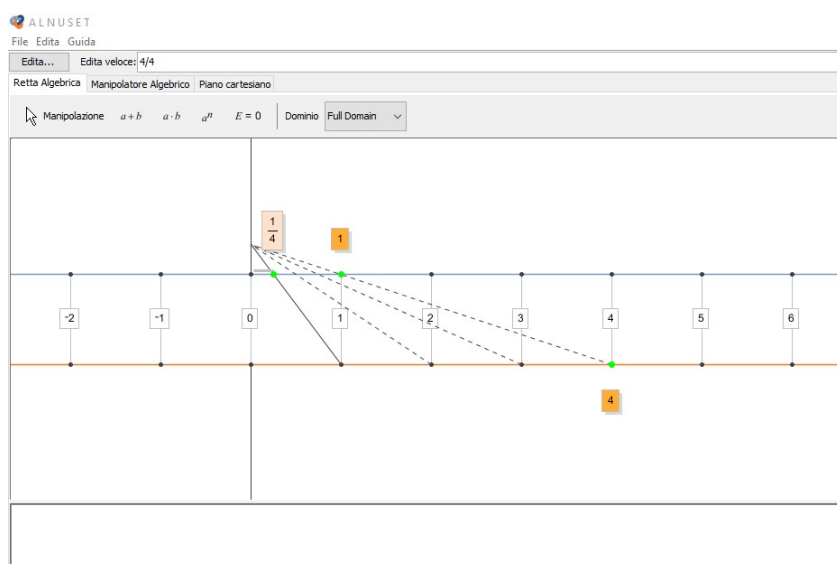 ALNUSET
File Edita Guida
Edita... Edita veloce: 4/4
Retta Algebrica Manipolatore Algebrico Piano cartesiano
Manipolazione a+b a·b aⁿ E = 0 Dominio Full Domain
1
4
1
-2 -1 0 1 2 3 4 5 6
4